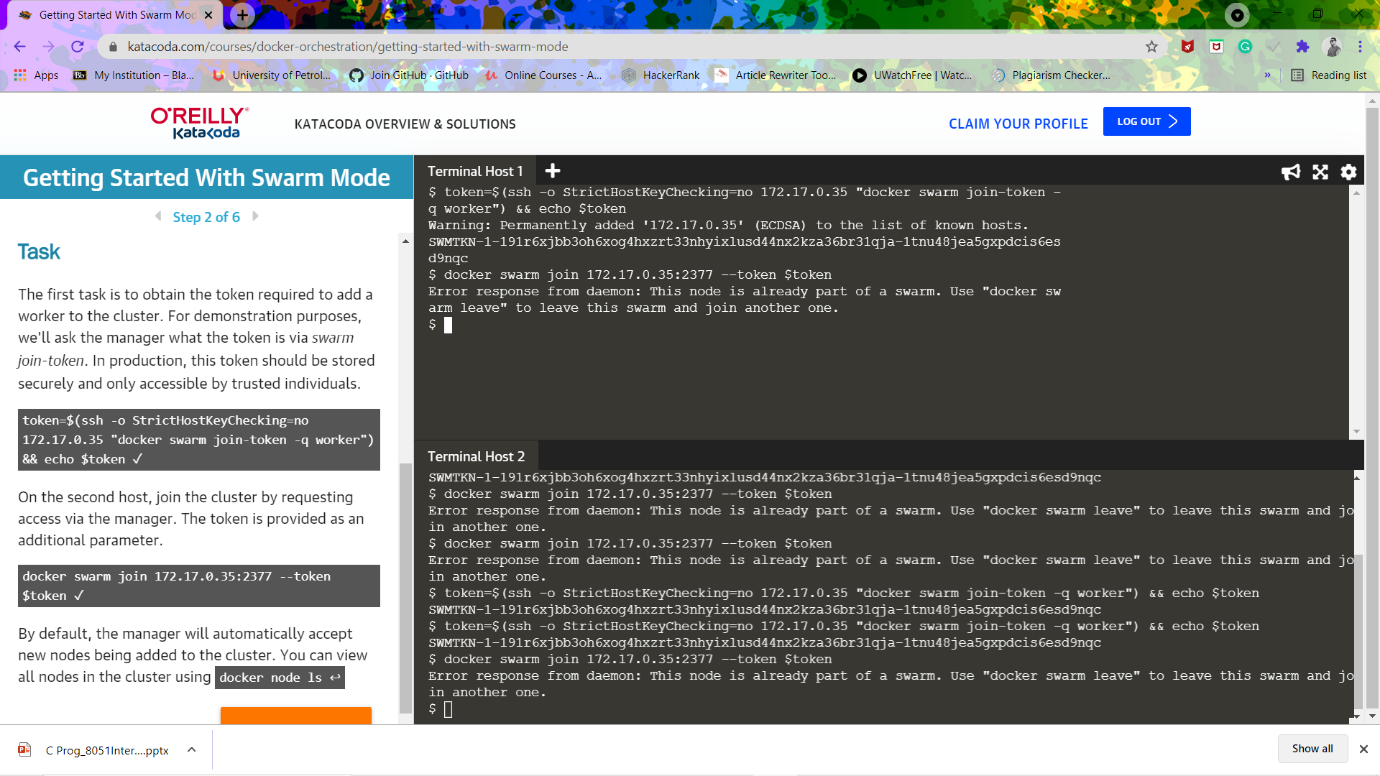 Getting Started With Swarm Mod
katacoda.com/courses/docker-orchestration/getting-started-with-swarm-mode
Apps
My Institution – Bla...
University of Petrol...
Join GitHub · GitHub
Online Courses - A...
HackerRank
Article Rewriter Too...
UWatchFree | Watc...
Plagiarism Checker...
»
Reading list
O'REILLY®
Katacoda
KATACODA OVERVIEW & SOLUTIONS
CLAIM YOUR PROFILE
LOG OUT
Getting Started With Swarm Mode
Step 2 of 6
Task
The first task is to obtain the token required to add a
worker to the cluster. For demonstration purposes,
we'll ask the manager what the token is via swarm
join-token. In production, this token should be stored
securely and only accessible by trusted individuals.
token=$(ssh -o StrictHostKeyChecking=no
172.17.0.35 "docker swarm join-token -q worker")
&& echo $token ✓
On the second host, join the cluster by requesting
access via the manager. The token is provided as an
additional parameter.
docker swarm join 172.17.0.35:2377 --token
$token ✓
By default, the manager will automatically accept
new nodes being added to the cluster. You can view
all nodes in the cluster using docker node ls ↩
Terminal Host 1
$ token=$(ssh -o StrictHostKeyChecking=no 172.17.0.35 "docker swarm join-token -
q worker") && echo $token
Warning: Permanently added '172.17.0.35' (ECDSA) to the list of known hosts.
SWMTKN-1-191r6xjbb3oh6xog4hxzrt33nhyixlusd44nx2kza36br31qja-1tnu48jea5gxpdcis6es
d9nqc
$ docker swarm join 172.17.0.35:2377 --token $token
Error response from daemon: This node is already part of a swarm. Use "docker sw
arm leave" to leave this swarm and join another one.
$
Terminal Host 2
SWMTKN-1-191r6xjbb3oh6xog4hxzrt33nhyixlusd44nx2kza36br31qja-1tnu48jea5gxpdcis6esd9nqc
$ docker swarm join 172.17.0.35:2377 --token $token
Error response from daemon: This node is already part of a swarm. Use "docker swarm leave" to leave this swarm and jo
in another one.
$ docker swarm join 172.17.0.35:2377 --token $token
Error response from daemon: This node is already part of a swarm. Use "docker swarm leave" to leave this swarm and jo
in another one.
$ token=$(ssh -o StrictHostKeyChecking=no 172.17.0.35 "docker swarm join-token -q worker") && echo $token
SWMTKN-1-191r6xjbb3oh6xog4hxzrt33nhyixlusd44nx2kza36br31qja-1tnu48jea5gxpdcis6esd9nqc
$ token=$(ssh -o StrictHostKeyChecking=no 172.17.0.35 "docker swarm join-token -q worker") && echo $token
SWMTKN-1-191r6xjbb3oh6xog4hxzrt33nhyixlusd44nx2kza36br31qja-1tnu48jea5gxpdcis6esd9nqc
$ docker swarm join 172.17.0.35:2377 --token $token
Error response from daemon: This node is already part of a swarm. Use "docker swarm leave" to leave this swarm and jo
in another one.
$
C Prog_8051Inter....pptx
Show all